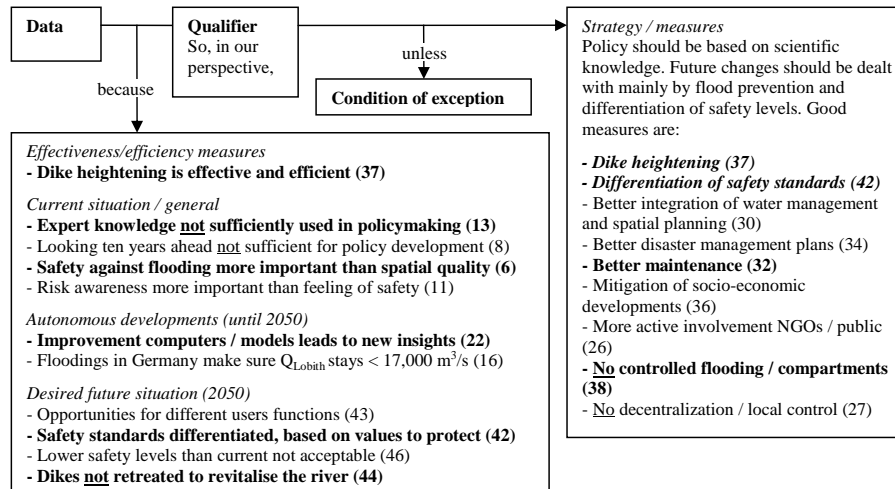 Data
Qualifier
So, in our
perspective,
because
unless
Condition of exception
Effectiveness/efficiency measures
- Dike heightening is effective and efficient (37)
Current situation / general
- Expert knowledge not sufficiently used in policymaking (13)
- Looking ten years ahead not sufficient for policy development (8)
- Safety against flooding more important than spatial quality (6)
- Risk awareness more important than feeling of safety (11)
Autonomous developments (until 2050)
- Improvement computers / models leads to new insights (22)
- Floodings in Germany make sure Q_Lobith stays < 17,000 m³/s (16)
Desired future situation (2050)
- Opportunities for different users functions (43)
- Safety standards differentiated, based on values to protect (42)
- Lower safety levels than current not acceptable (46)
- Dikes not retreated to revitalise the river (44)
Strategy / measures
Policy should be based on scientific
knowledge. Future changes should be dealt
with mainly by flood prevention and
differentiation of safety levels. Good
measures are:
- Dike heightening (37)
- Differentiation of safety standards (42)
- Better integration of water management
and spatial planning (30)
- Better disaster management plans (34)
- Better maintenance (32)
- Mitigation of socio-economic
developments (36)
- More active involvement NGOs / public
(26)
- No controlled flooding / compartments
(38)
- No decentralization / local control (27)